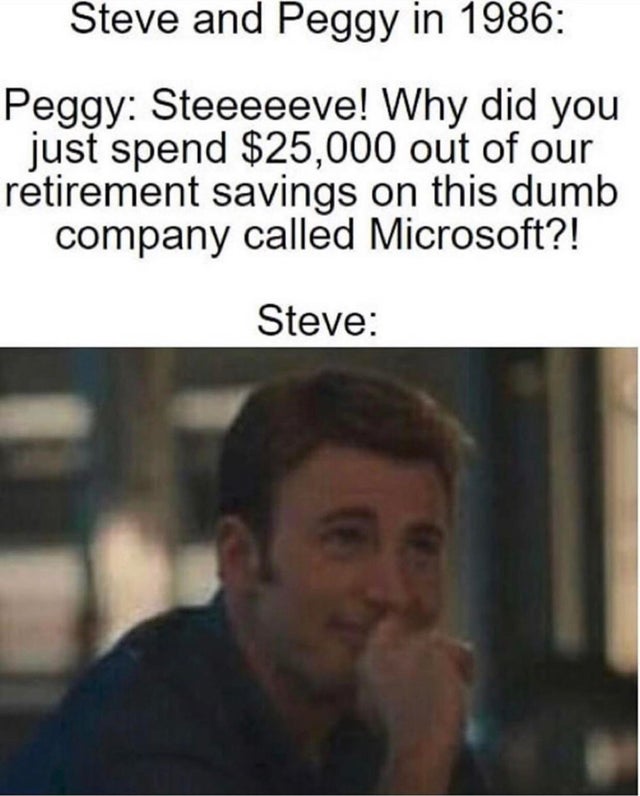 Steve and Peggy in 1986:
Peggy: Steeeeeve! Why did you
just spend $25,000 out of our
retirement savings on this dumb
company called Microsoft?!
Steve: